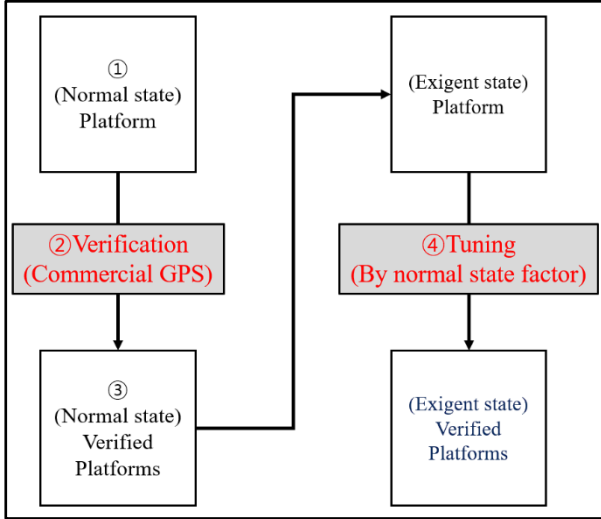 ①
(Normal state)
Platform
②Verification
(Commercial GPS)
③
(Normal state)
Verified
Platforms
(Exigent state)
Platform
④Tuning
(By normal state factor)
(Exigent state)
Verified
Platforms